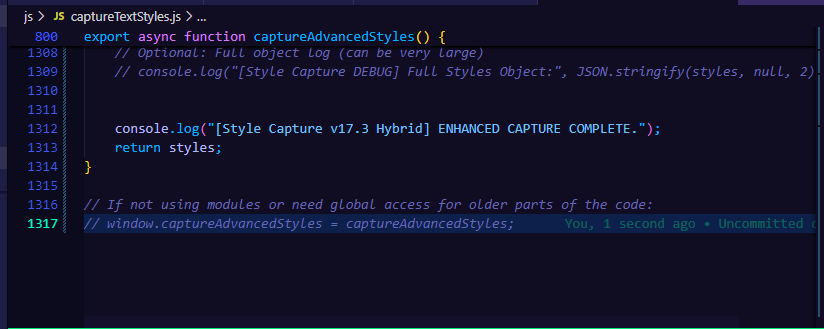 js > JS captureTextStyles.js > ...
800 export async function captureAdvancedStyles() {
1308 // Optional: Full object log (can be very large)
1309 // console.log("[Style Capture DEBUG] Full Styles Object:", JSON.stringify(styles, null, 2)
1310
1311
1312 console.log("[Style Capture v17.3 Hybrid] ENHANCED CAPTURE COMPLETE.");
1313 return styles;
1314 }
1315
1316 // If not using modules or need global access for older parts of the code:
1317 // window.captureAdvancedStyles = captureAdvancedStyles; You, 1 second ago • Uncommitted c